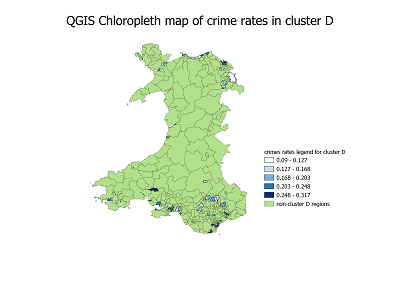 QGIS Chloropleth map of crime rates in cluster D
crimes rates legend for cluster D
0.09 - 0.127
0.127 - 0.168
0.168 - 0.203
0.203 - 0.248
0.248 - 0.317
non-cluster D regions